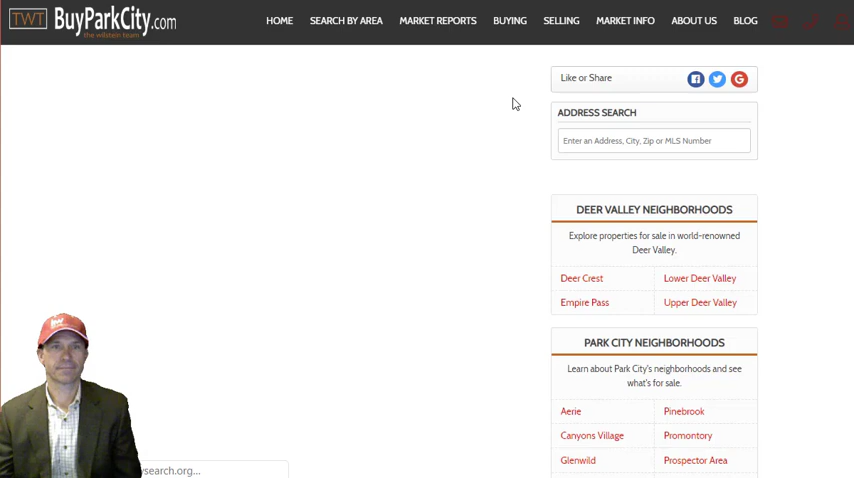 TWT BuyParkCity.com
the wilstein team
HOME SEARCH BY AREA MARKET REPORTS BUYING SELLING MARKET INFO ABOUT US BLOG
Like or Share
ADDRESS SEARCH
Enter an Address, City, Zip or MLS Number
DEER VALLEY NEIGHBORHOODS
Explore properties for sale in world-renowned
Deer Valley.
Deer Crest Lower Deer Valley
Empire Pass Upper Deer Valley
PARK CITY NEIGHBORHOODS
Learn about Park City's neighborhoods and see
what's for sale.
Aerie Pinebrook
Canyons Village Promontory
Glenwild Prospector Area
ysearch.org...